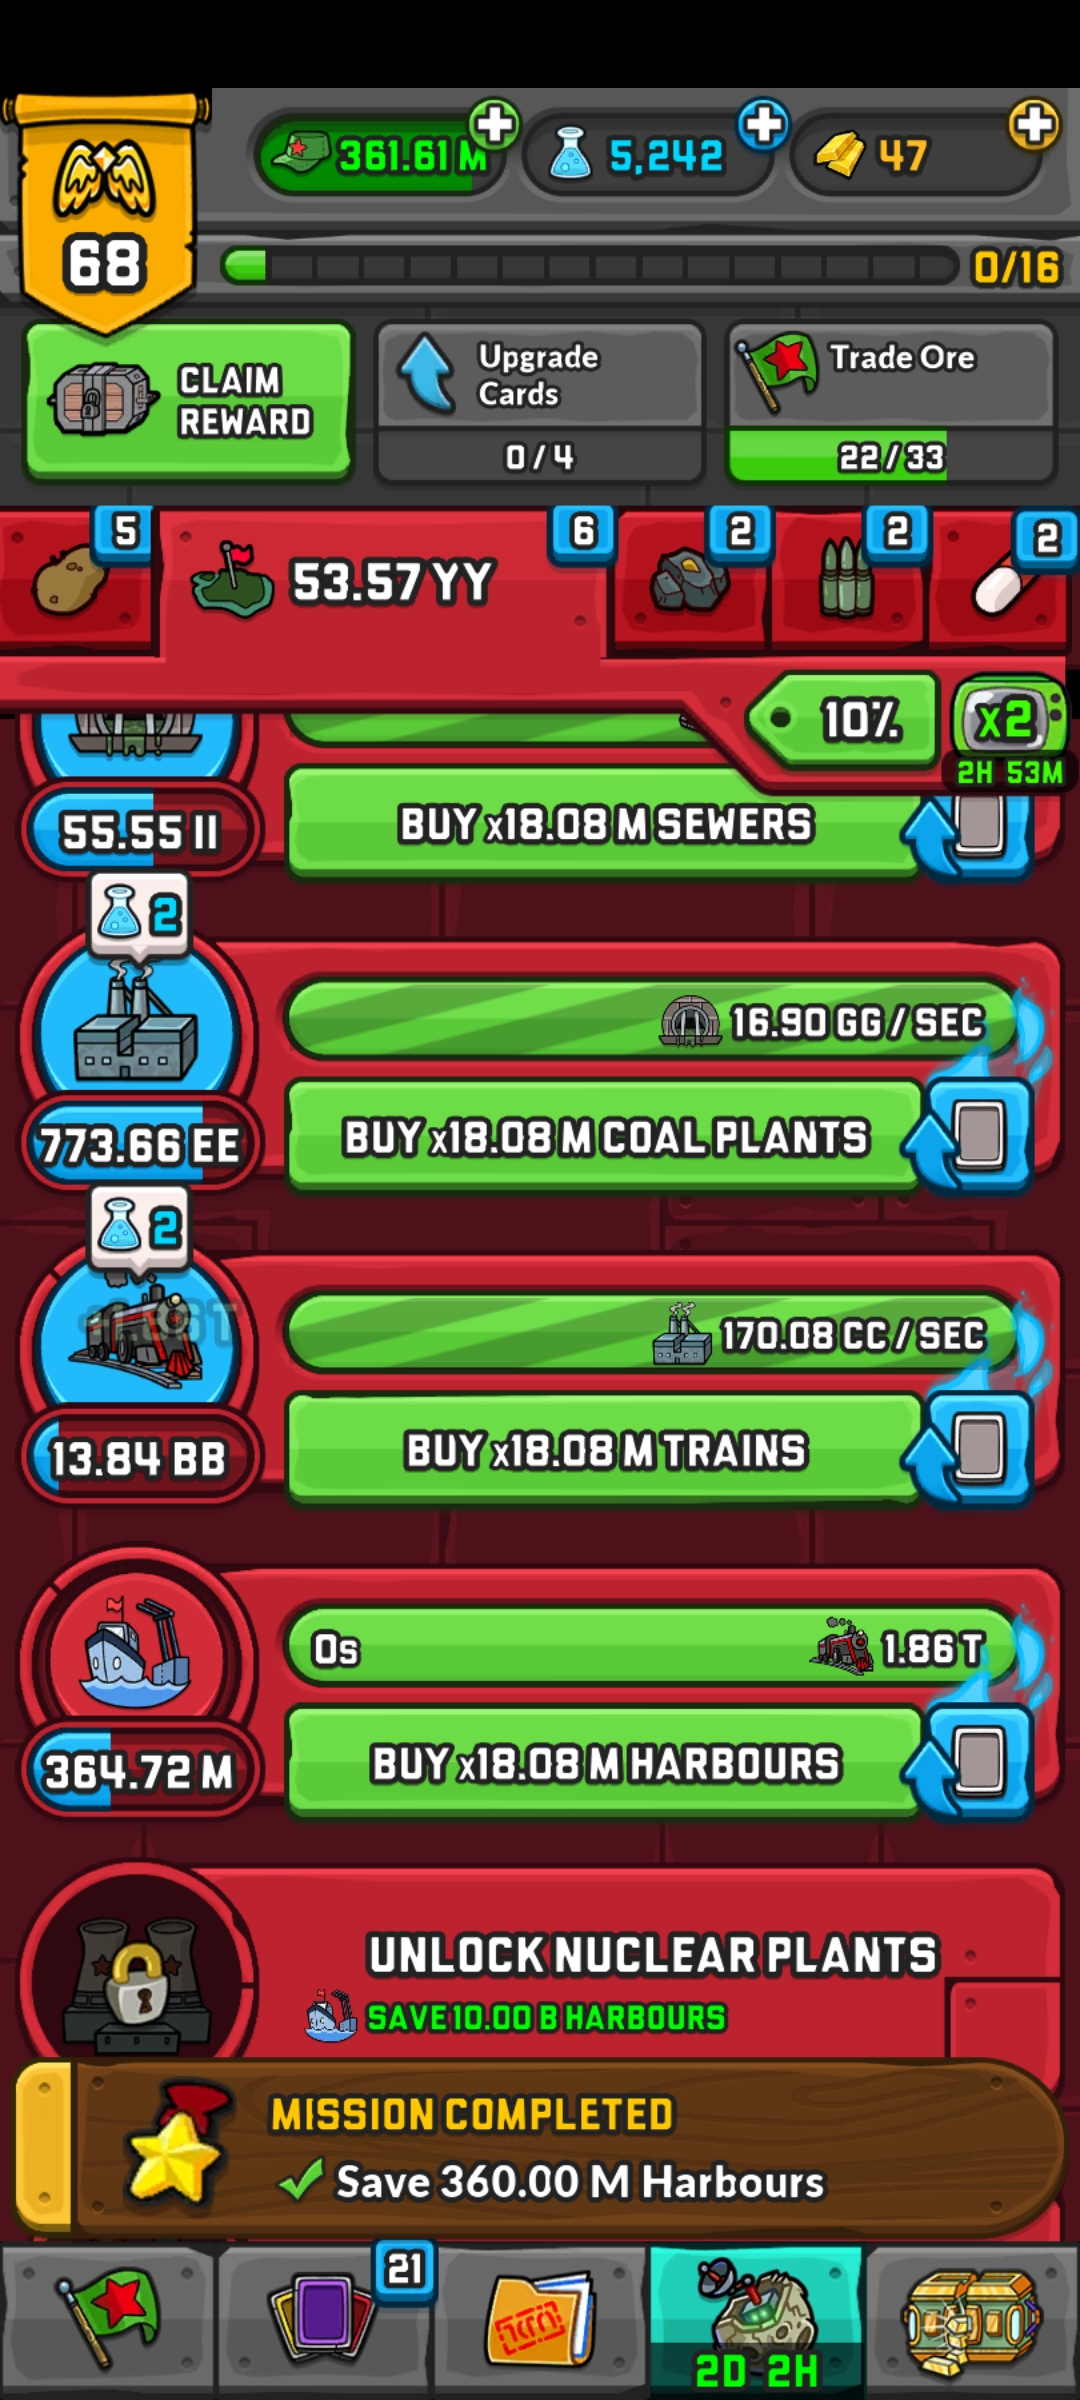 361.61 M
5,242
47
68
0/16
CLAIM
REWARD
Upgrade
Cards
0/4
Trade Ore
22/33
5
53.57 YY
6
2
2
2
10%
x2
2H 53M
55.55 II
BUY x18.08 M SEWERS
2
16.90 GG / SEC
773.66 EE
BUY x18.08 M COAL PLANTS
2
170.08 CC / SEC
13.84 BB
BUY x18.08 M TRAINS
0s
1.86 T
364.72 M
BUY x18.08 M HARBOURS
UNLOCK NUCLEAR PLANTS
SAVE 10.00 B HARBOURS
MISSION COMPLETED
Save 360.00 M Harbours
21
2D 2H